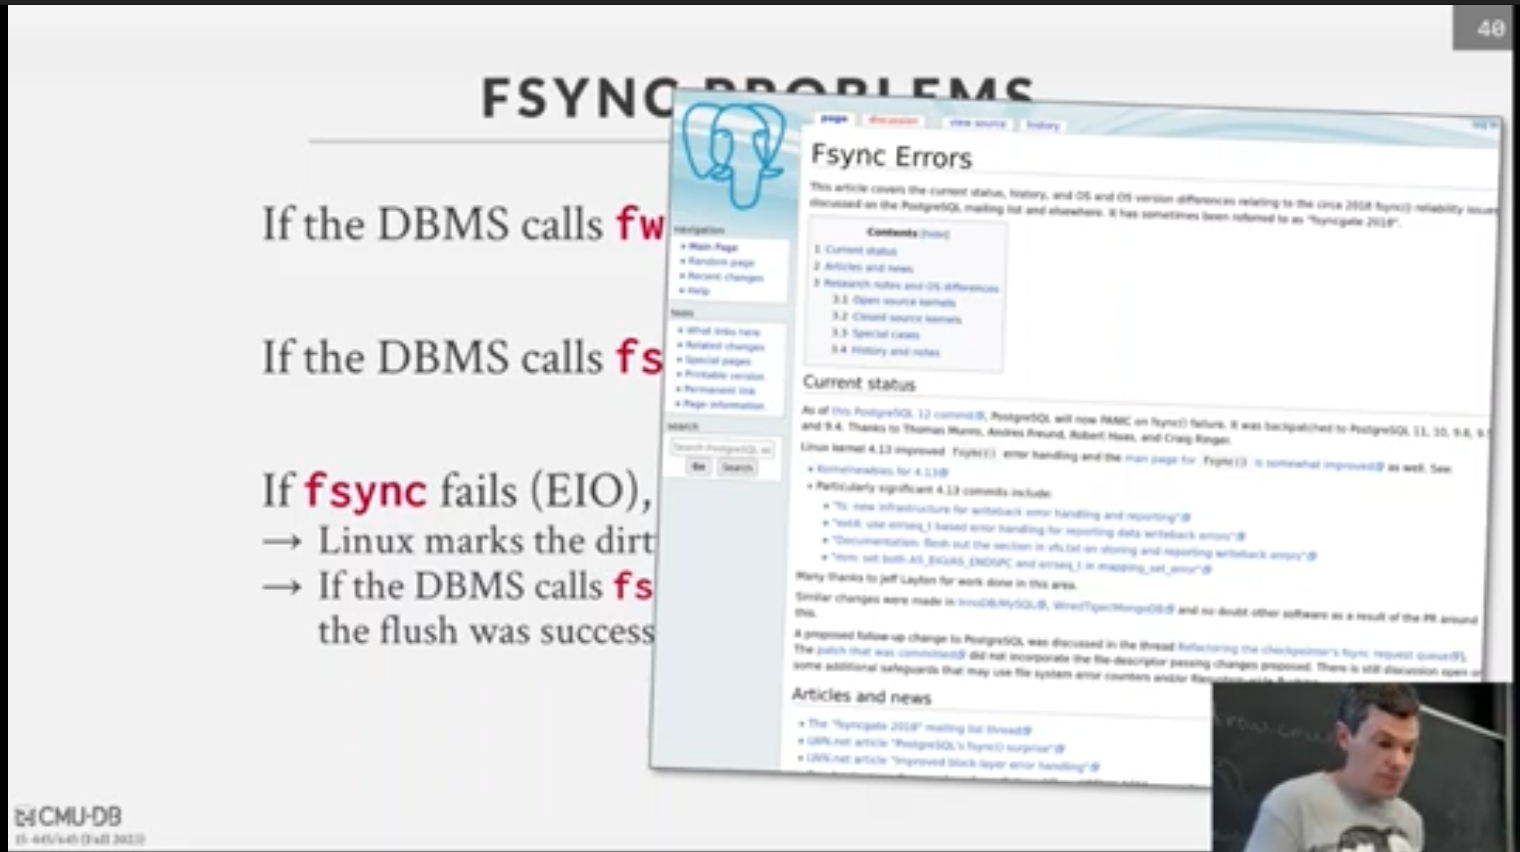 40
FSYNC PROBLEMS
If the DBMS calls fw
If the DBMS calls fs
If fsync fails (EIO),
→ Linux marks the dirt
→ If the DBMS calls fs
the flush was success
page discussion view source history
log in
Fsync Errors
This article covers the current status, history, and OS and OS version differences relating to the circa 2018 fsync() reliability issues
discussed on the PostgreSQL mailing list and elsewhere. It has sometimes been referred to as "fsyncgate 2018".
navigation
Main Page
Random page
Recent changes
Help
tools
What links here
Related changes
Special pages
Printable version
Permanent link
Page information
search
Search PostgreSQL wi
Go Search
Contents [hide]
1 Current status
2 Articles and news
3 Research notes and OS differences
3.1 Open source kernels
3.2 Closed source kernels
3.3 Special cases
3.4 History and notes
Current status
As of this PostgreSQL 12 commit, PostgreSQL will now PANIC on fsync() failure. It was backpatched to PostgreSQL 11, 10, 9.6, 9.5
and 9.4. Thanks to Thomas Munro, Andres Freund, Robert Haas, and Craig Ringer.
Linux kernel 4.13 improved fsync() error handling and the man page for fsync() is somewhat improved as well. See:
Kernelnewbies for 4.13
Particularly significant 4.13 commits include:
"fs: new infrastructure for writeback error handling and reporting"
"ext4: use errseq_t based error handling for reporting data writeback errors"
"Documentation: flesh out the section in vfs.txt on storing and reporting writeback errors"
"mm: set both AS_EIO/AS_ENOSPC and errseq_t in mapping_set_error"
Many thanks to Jeff Layton for work done in this area.
Similar changes were made in InnoDB/MySQL, WiredTiger/MongoDB and no doubt other software as a result of the PR around
this.
A proposed follow-up change to PostgreSQL was discussed in the thread Refactoring the checkpointer's fsync request queue.
The patch that was committed did not incorporate the file-descriptor passing changes proposed. There is still discussion open on
some additional safeguards that may use file system error counters and/or
Articles and news
The "fsyncgate 2018" mailing list thread
LWN.net article "PostgreSQL's fsync() surprise"
LWN.net article "Improved block-layer error handling"
CMU-DB
15-445/645 (Fall 2023)